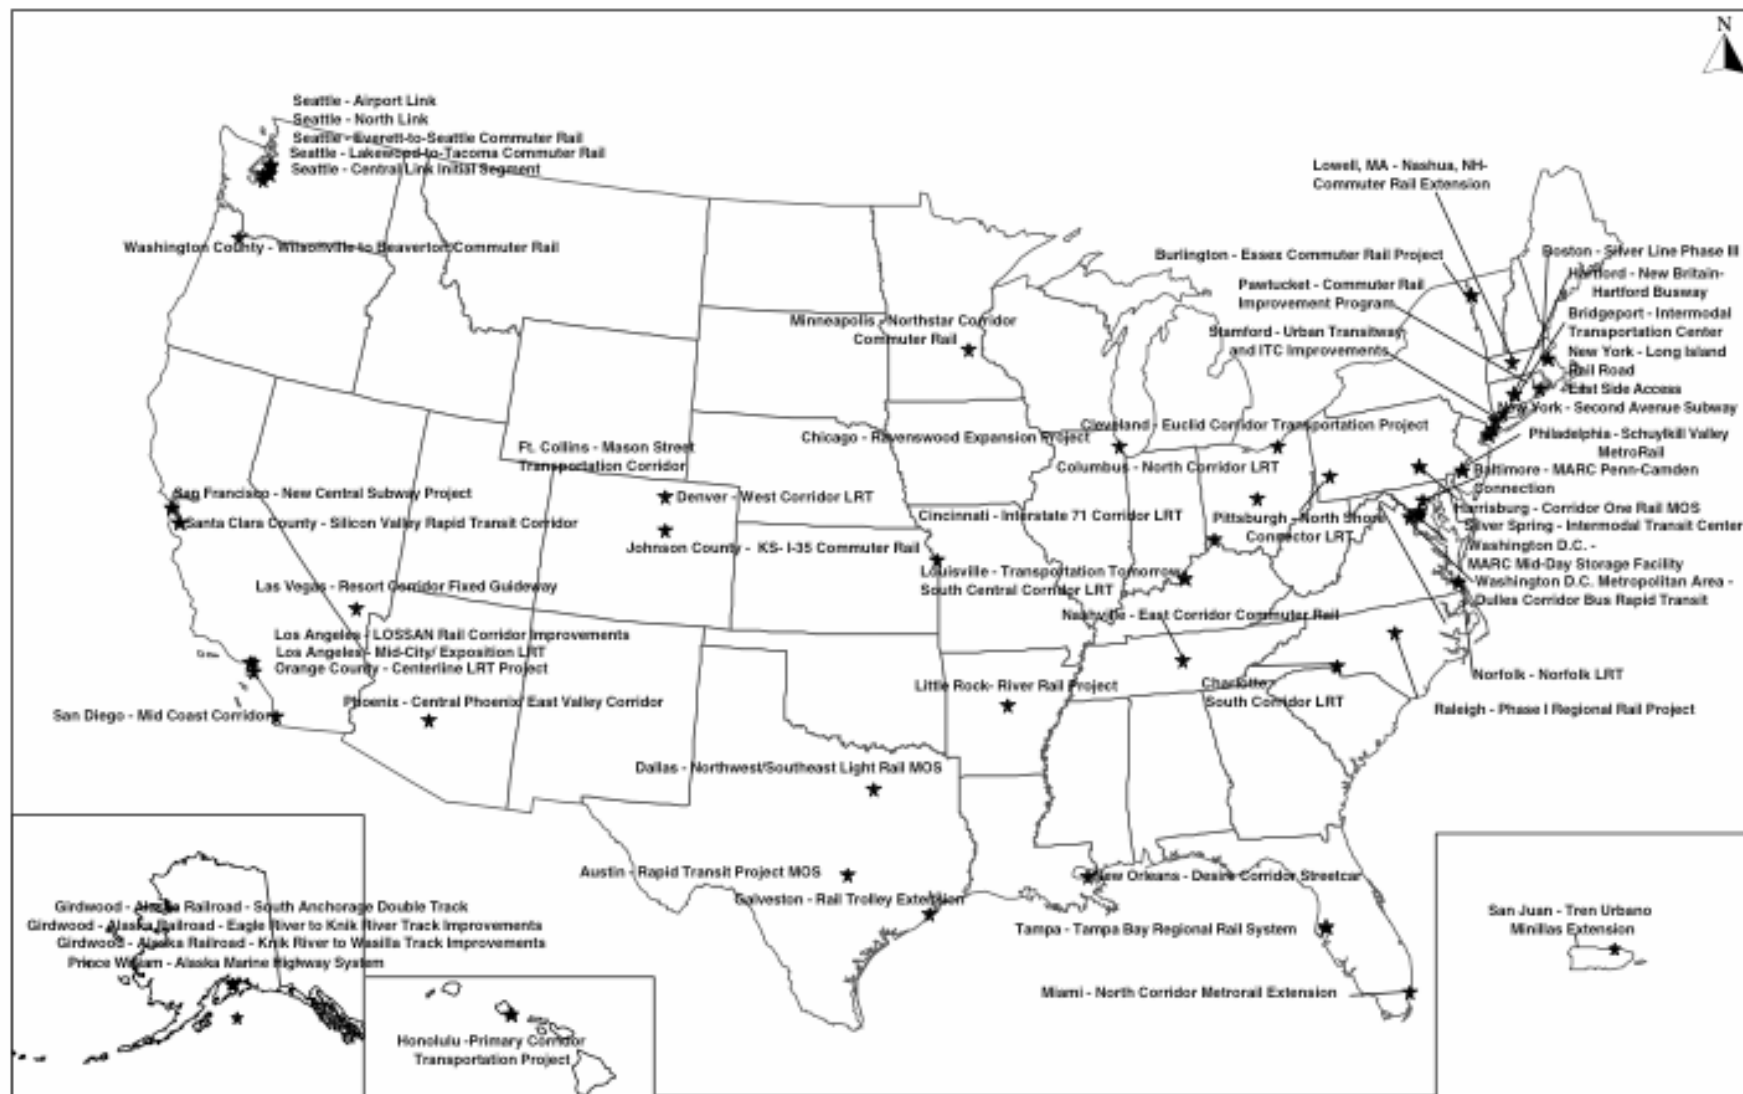 N
Seattle - Airport Link
Seattle - North Link
Seattle - Everett-to-Seattle Commuter Rail
Seattle - Lakewood-to-Tacoma Commuter Rail
Seattle - Central Link Initial Segment
Washington County - Wilsonville to Beaverton Commuter Rail
Lowell, MA - Nashua, NH-
Commuter Rail Extension
Burlington - Essex Commuter Rail Project
Pawtucket - Commuter Rail
Improvement Program
Stamford - Urban Transitway
and ITC Improvements
Boston - Silver Line Phase III
Hartford - New Britain-
Hartford Busway
Bridgeport - Intermodal
Transportation Center
New York - Long Island
Rail Road
East Side Access
New York - Second Avenue Subway
Philadelphia - Schuylkill Valley
MetroRail
Baltimore - MARC Penn-Camden
Connection
Harrisburg - Corridor One Rail MOS
Silver Spring - Intermodal Transit Center
Washington D.C. -
MARC Mid-Day Storage Facility
Washington D.C. Metropolitan Area -
Dulles Corridor Bus Rapid Transit
Minneapolis - Northstar Corridor
Commuter Rail
Cleveland - Euclid Corridor Transportation Project
Chicago - Ravenswood Expansion Project
Columbus - North Corridor LRT
Ft. Collins - Mason Street
Transportation Corridor
Denver - West Corridor LRT
San Francisco - New Central Subway Project
Santa Clara County - Silicon Valley Rapid Transit Corridor
Cincinnati - Interstate 71 Corridor LRT
Pittsburgh - North Shore
Connector LRT
Johnson County - KS- I-35 Commuter Rail
Louisville - Transportation Tomorrow
South Central Corridor LRT
Las Vegas - Resort Corridor Fixed Guideway
Nashville - East Corridor Commuter Rail
Los Angeles - LOSSAN Rail Corridor Improvements
Los Angeles - Mid-City/ Exposition LRT
Orange County - Centerline LRT Project
San Diego - Mid Coast Corridor
Phoenix - Central Phoenix/ East Valley Corridor
Little Rock- River Rail Project
Charlotte -
South Corridor LRT
Norfolk - Norfolk LRT
Raleigh - Phase I Regional Rail Project
Dallas - Northwest/Southeast Light Rail MOS
Austin - Rapid Transit Project MOS
Galveston - Rail Trolley Extension
New Orleans - Desire Corridor Streetcar
Tampa - Tampa Bay Regional Rail System
Miami - North Corridor Metrorail Extension
Girdwood - Alaska Railroad - South Anchorage Double Track
Girdwood - Alaska Railroad - Eagle River to Knik River Track Improvements
Girdwood - Alaska Railroad - Knik River to Wasilla Track Improvements
Prince William - Alaska Marine Highway System
Honolulu -Primary Corridor
Transportation Project
San Juan - Tren Urbano
Minillas Extension